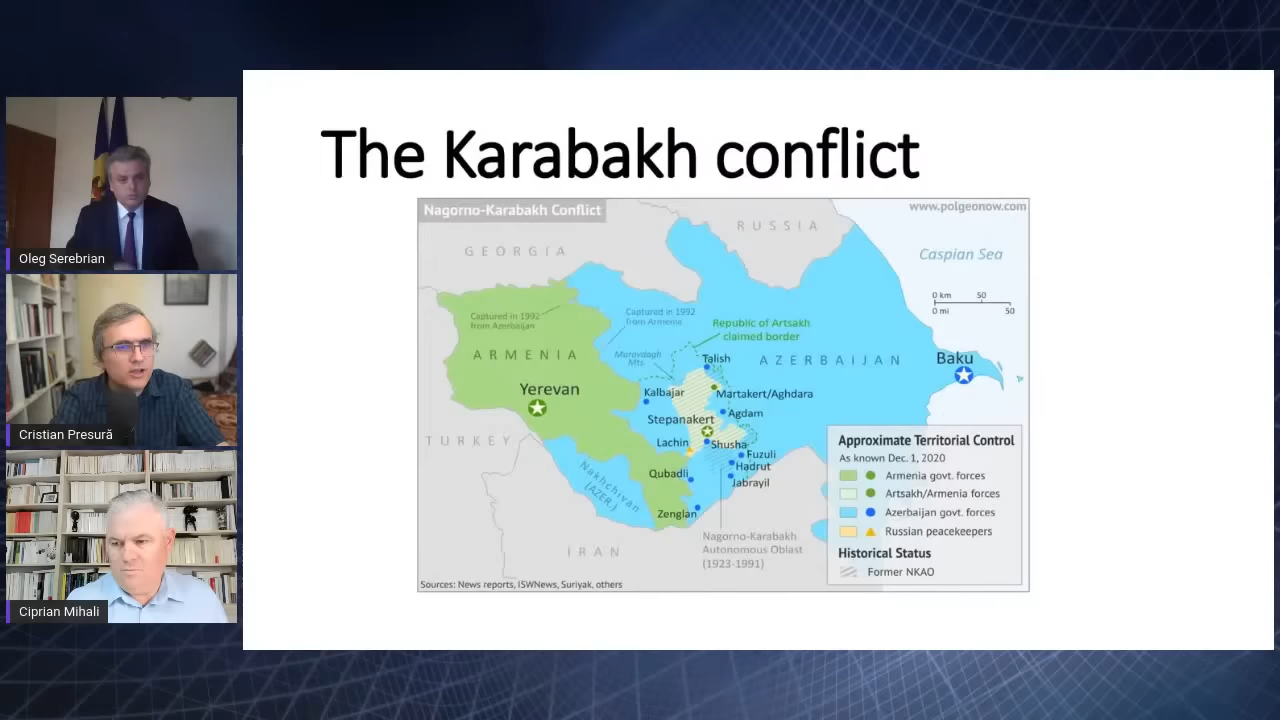 Oleg Serebrian
Cristian Presură
Ciprian Mihali
The Karabakh conflict
Nagorno-Karabakh Conflict
www.polgeonow.com
RUSSIA
GEORGIA
Caspian Sea
0 km 50
0 mi 50
Captured in 1992
from Azerbaijan
Captured in 1992
from Armenia
Republic of Artsakh
claimed border
ARMENIA
Murovdagh
Mts.
Talish
AZERBAIJAN
Baku
Yerevan
Kalbajar
Martakert/Aghdara
Stepanakert
Agdam
TURKEY
Lachin
Shusha
Fuzuli
Hadrut
Qubadli
Jabrayil
Nakhchivan
(AZER.)
Zenglan
Nagorno-Karabakh
Autonomous Oblast
(1923-1991)
IRAN
Sources: News reports, ISWNews, Suriyak, others
Approximate Territorial Control
As known Dec. 1, 2020
Armenia govt. forces
Artsakh/Armenia forces
Azerbaijan govt. forces
Russian peacekeepers
Historical Status
Former NKAO